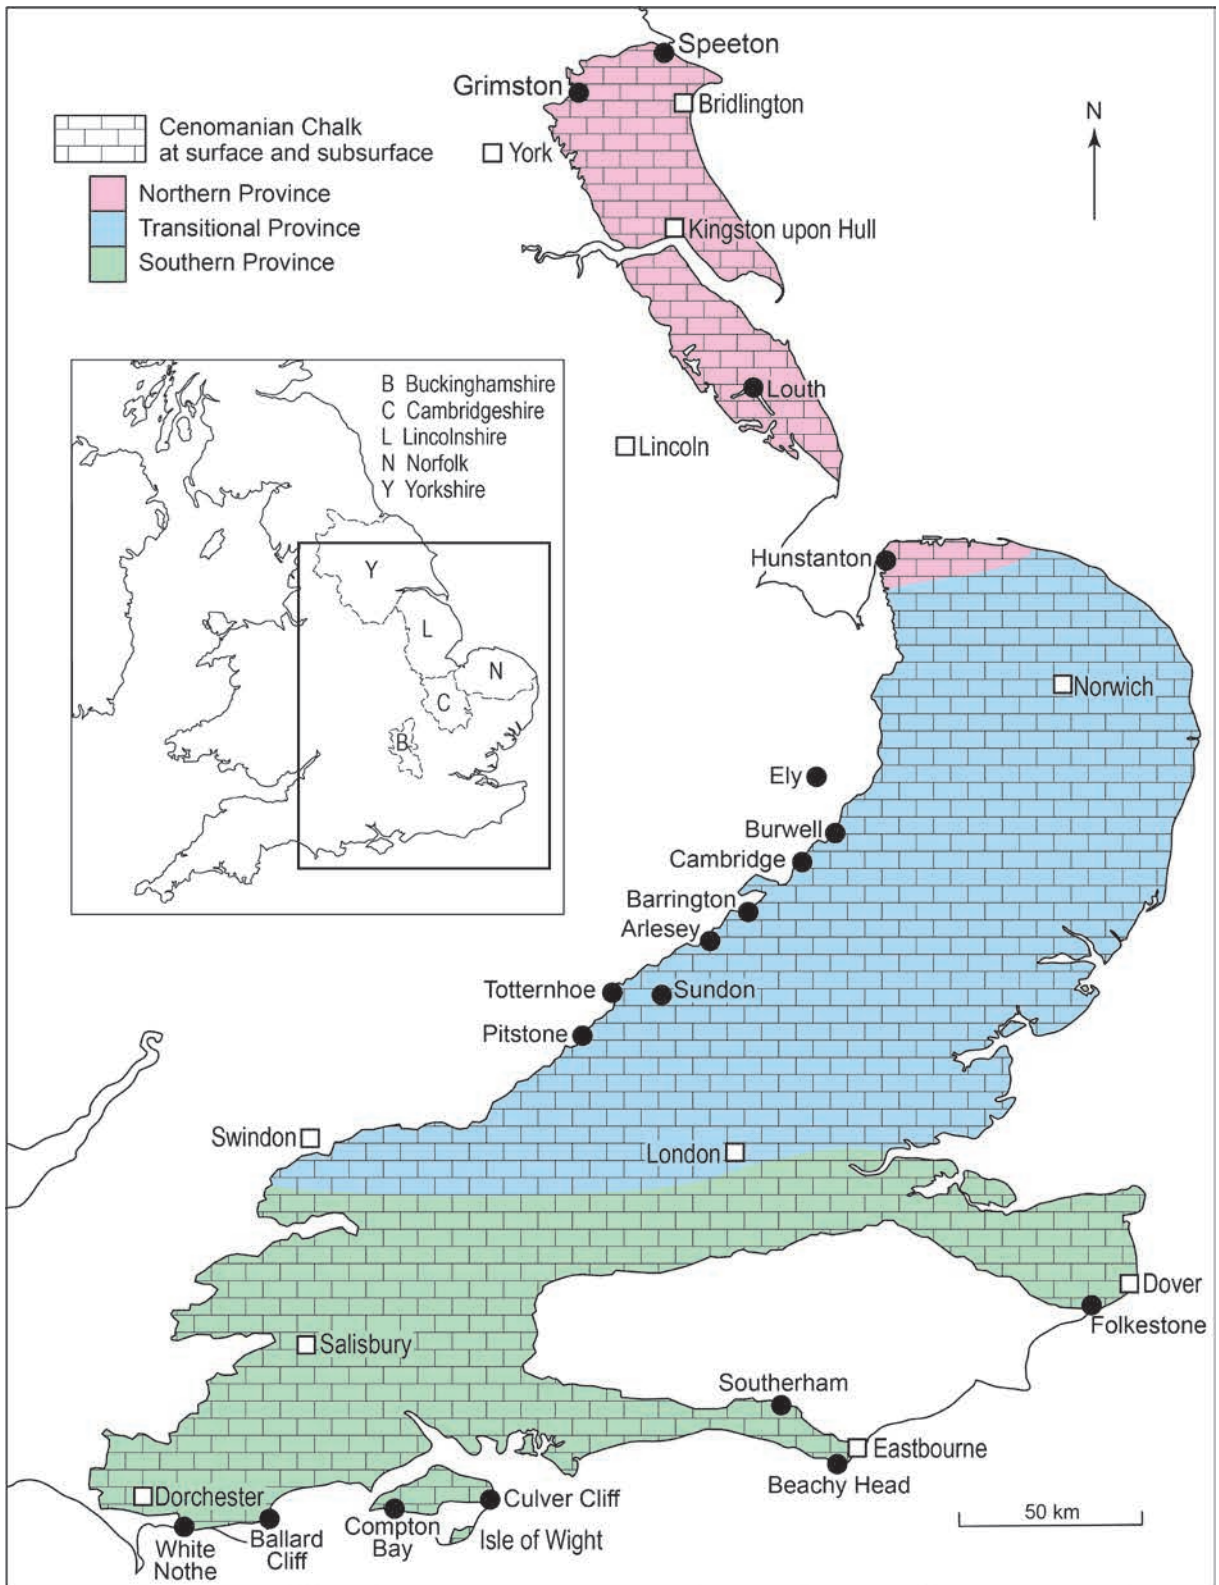 Speeton
Grimston
Bridlington
Cenomanian Chalk
at surface and subsurface
York
N
Northern Province
Transitional Province
Southern Province
Kingston upon Hull
B Buckinghamshire
C Cambridgeshire
L Lincolnshire
N Norfolk
Y Yorkshire
Louth
Lincoln
Hunstanton
Y
L
N
C
B
Norwich
Ely
Burwell
Cambridge
Barrington
Arlesey
Totternhoe
Sundon
Pitstone
Swindon
London
Dover
Folkestone
Salisbury
Southerham
Eastbourne
Beachy Head
Dorchester
Culver Cliff
White
Nothe
Ballard
Cliff
Compton
Bay
Isle of Wight
50 km